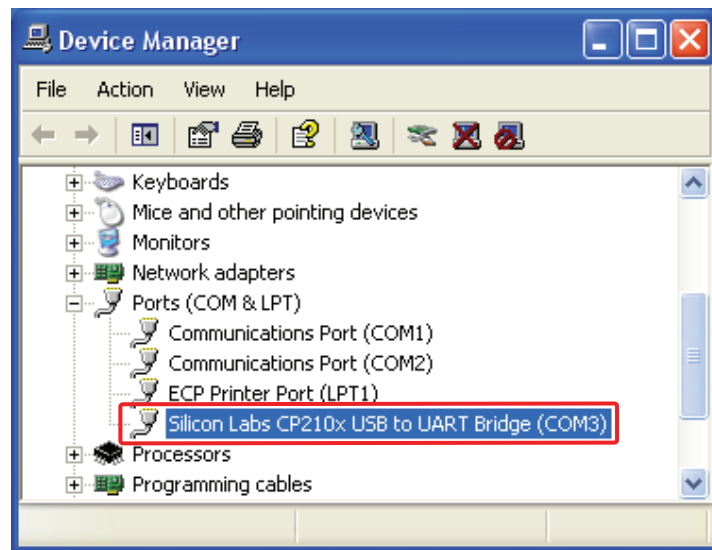 Device Manager
File Action View Help
Keyboards
Mice and other pointing devices
Monitors
Network adapters
Ports (COM & LPT)
Communications Port (COM1)
Communications Port (COM2)
ECP Printer Port (LPT1)
Silicon Labs CP210x USB to UART Bridge (COM3)
Processors
Programming cables